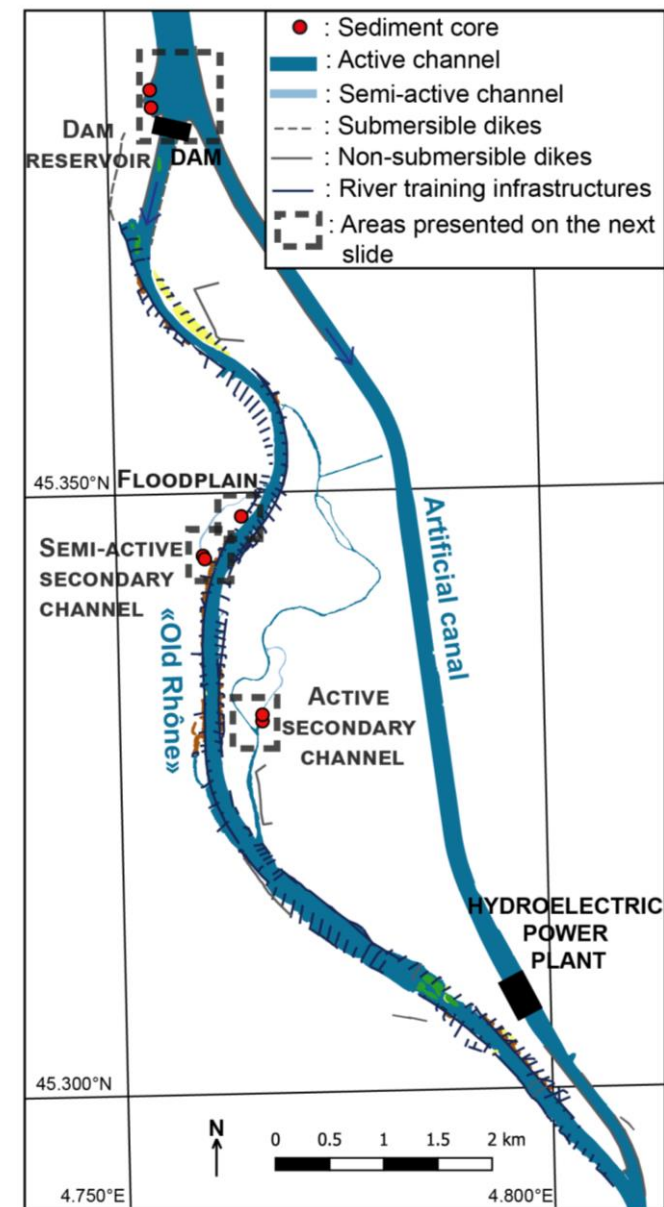 : Sediment core
: Active channel
: Semi-active channel
: Submersible dikes
: Non-submersible dikes
: River training infrastructures
: Areas presented on the next
slide
DAM
RESERVOIR
DAM
45.350°N
FLOODPLAIN
SEMI-ACTIVE
SECONDARY
CHANNEL
«Old Rhône»
Artificial canal
ACTIVE
SECONDARY
CHANNEL
HYDROELECTRIC
POWER
PLANT
45.300°N
N
0 0.5 1 1.5 2 km
4.750°E
4.800°E